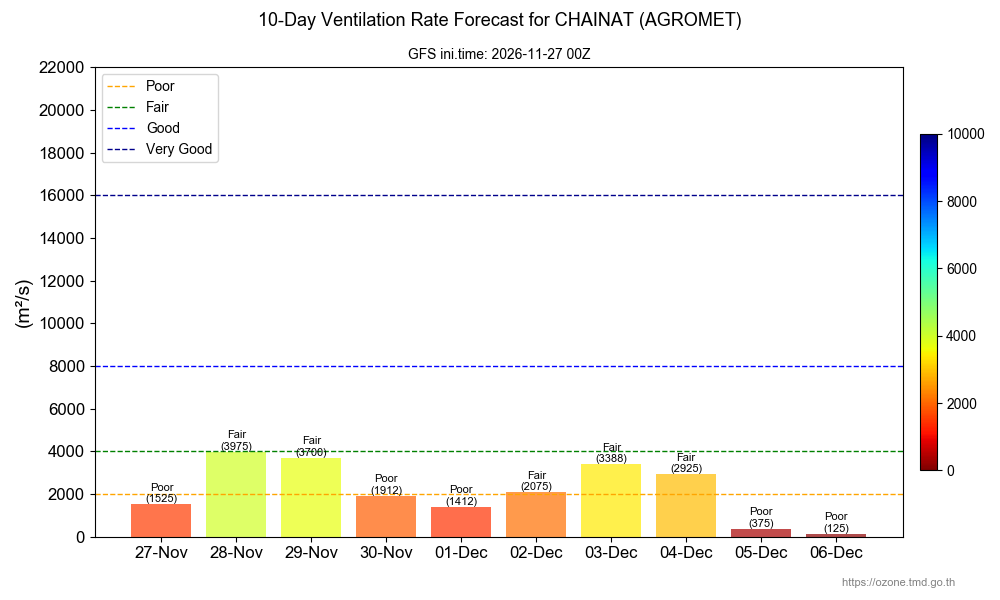 10-Day Ventilation Rate Forecast for CHAINAT (AGROMET)
GFS ini.time: 2026-11-27 00Z
(m²/s)
22000
20000
18000
16000
14000
12000
10000
8000
6000
4000
2000
0
Poor
Fair
Good
Very Good
Poor
(1525)
Fair
(3975)
Fair
(3700)
Poor
(1912)
Poor
(1412)
Fair
(2075)
Fair
(3388)
Fair
(2925)
Poor
(375)
Poor
(125)
27-Nov 28-Nov 29-Nov 30-Nov 01-Dec 02-Dec 03-Dec 04-Dec 05-Dec 06-Dec
10000
8000
6000
4000
2000
0
https://ozone.tmd.go.th